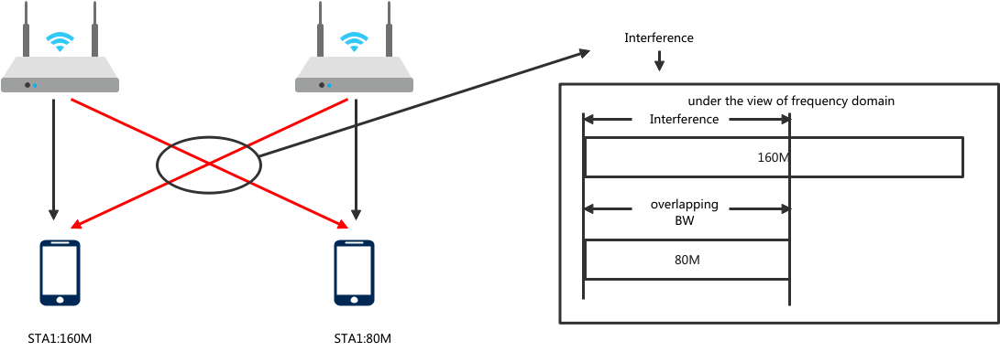 Interference
under the view of frequency domain
Interference
160M
overlapping
BW
80M
STA1:160M
STA1:80M